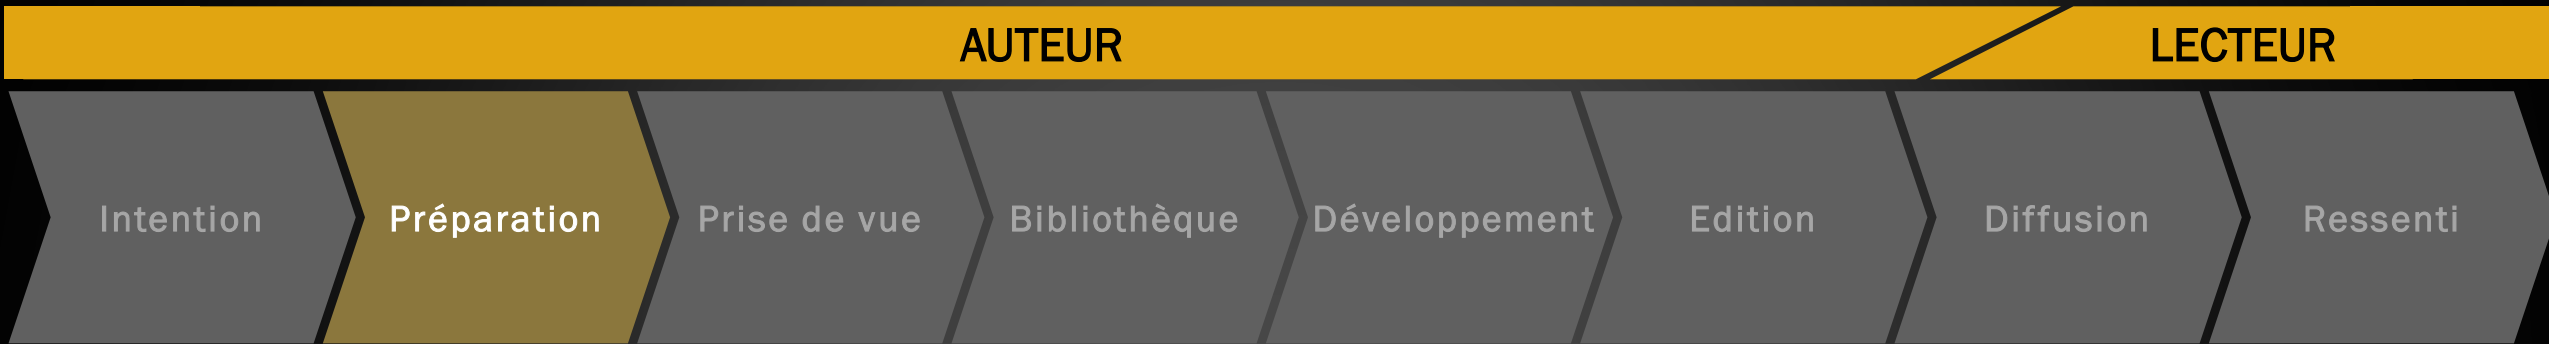 AUTEUR LECTEUR
Intention Préparation Prise de vue Bibliothèque Développement Edition Diffusion Ressenti